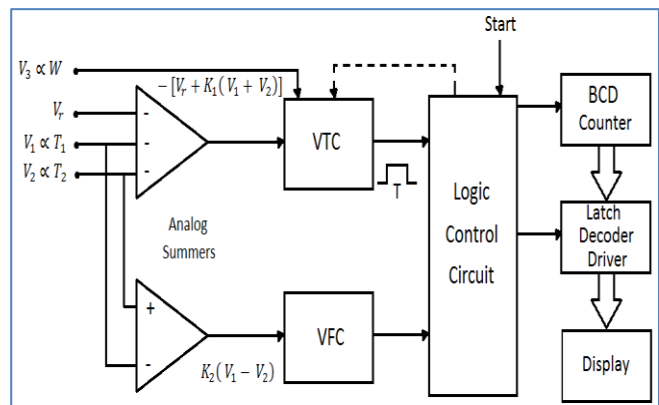 Start
V₃ ∝ W
− [Vᵣ + K₁(V₁ + V₂)]
Vᵣ
V₁ ∝ T₁
V₂ ∝ T₂
-
-
-
VTC
T
BCD
Counter
Logic
Control
Circuit
Latch
Decoder
Driver
Analog
Summers
+
-
VFC
K₂(V₁ − V₂)
Display